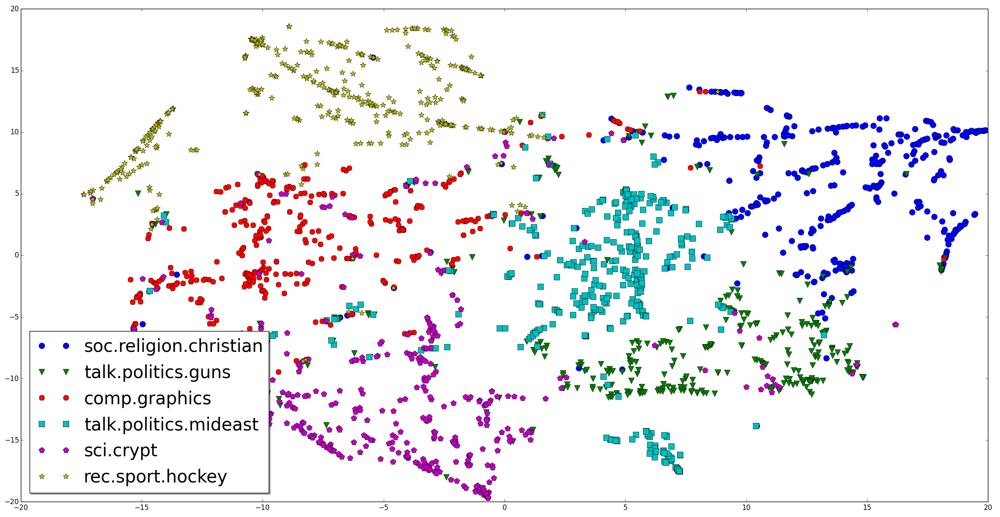 20
15
10
5
0
−5
−10
−15
−20
soc.religion.christian
talk.politics.guns
comp.graphics
talk.politics.mideast
sci.crypt
rec.sport.hockey
−20 −15 −10 −5 0 5 10 15 20